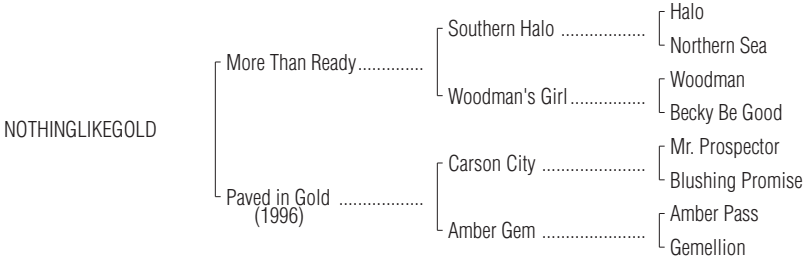 Halo
Southern Halo ..................
Northern Sea
More Than Ready..............
Woodman
Woodman's Girl................
Becky Be Good
NOTHINGLIKEGOLD
Mr. Prospector
Carson City ......................
Blushing Promise
Paved in Gold ..................
(1996)
Amber Pass
Amber Gem ......................
Gemellion